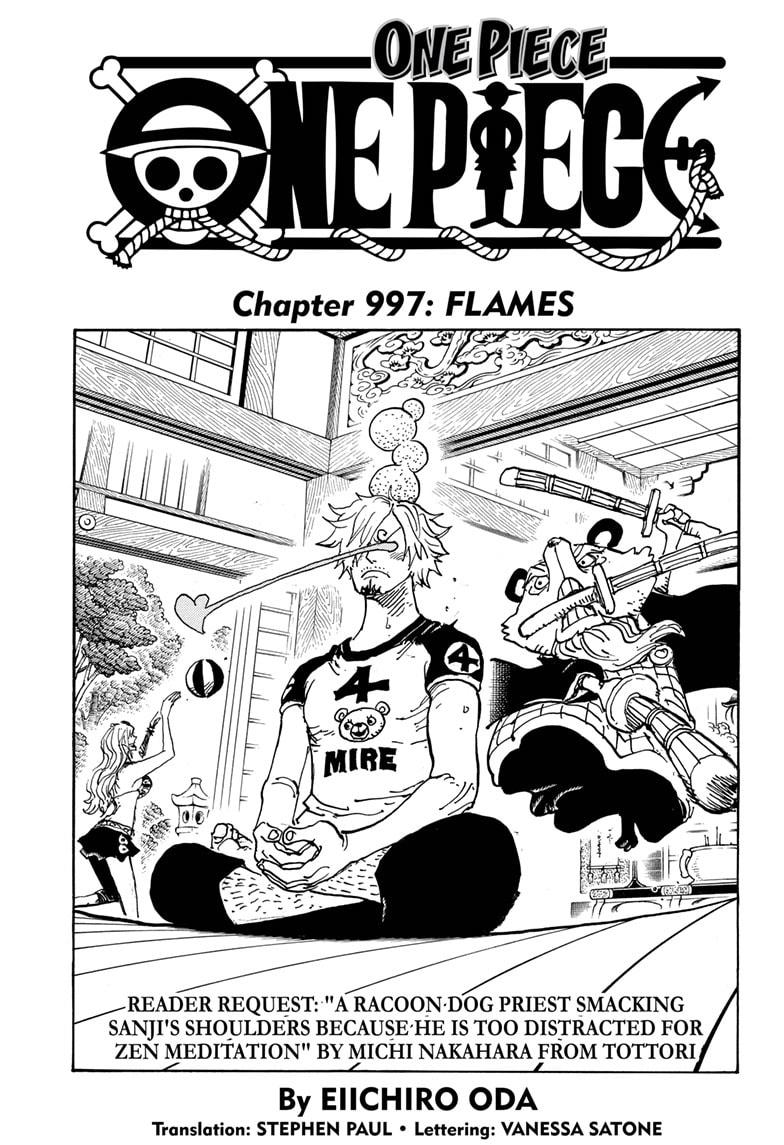 ONE PIECE
ONE PIECE
Chapter 997: FLAMES
4
4
MIRE
READER REQUEST: "A RACOON DOG PRIEST SMACKING
SANJI'S SHOULDERS BECAUSE HE IS TOO DISTRACTED FOR
ZEN MEDITATION" BY MICHI NAKAHARA FROM TOTTORI
By EIICHIRO ODA
Translation: STEPHEN PAUL • Lettering: VANESSA SATONE